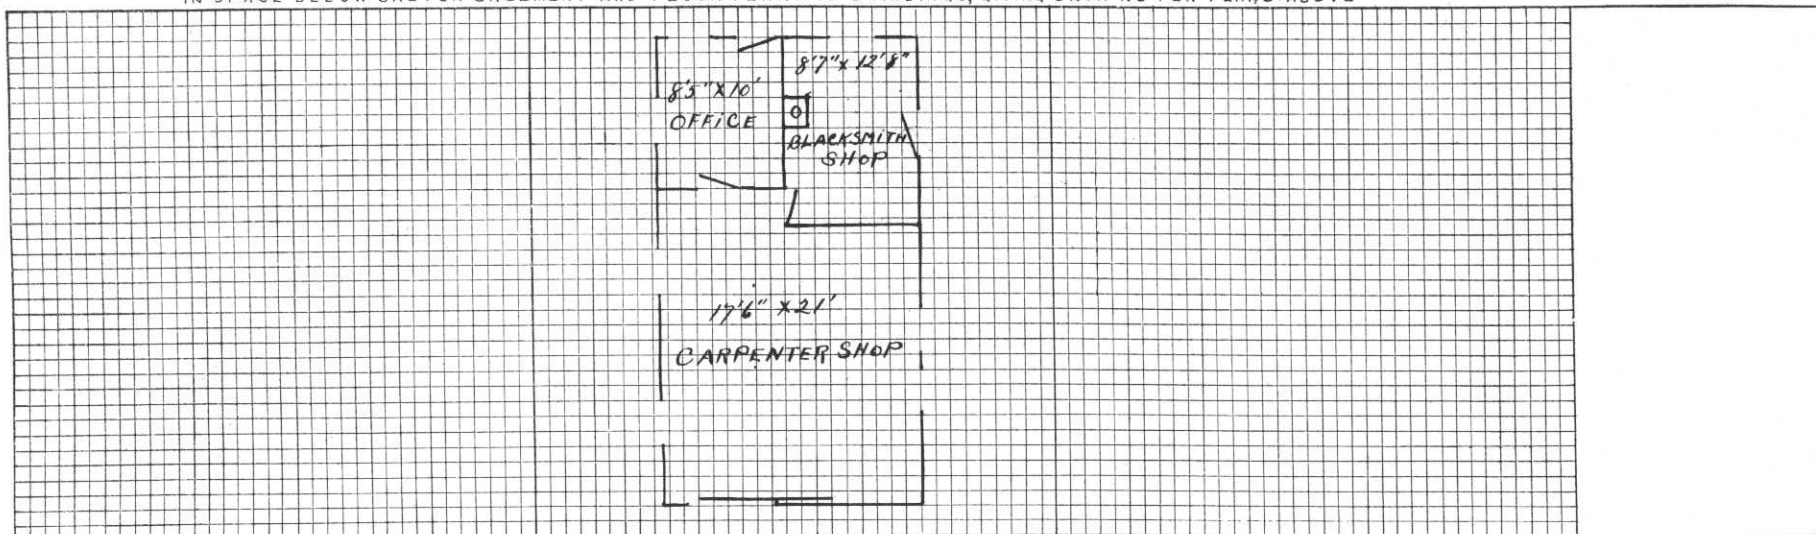 8'7" x 12'8"
8'5" x 10'
OFFICE
BLACKSMITH
SHOP
17'6" x 21'
CARPENTER SHOP